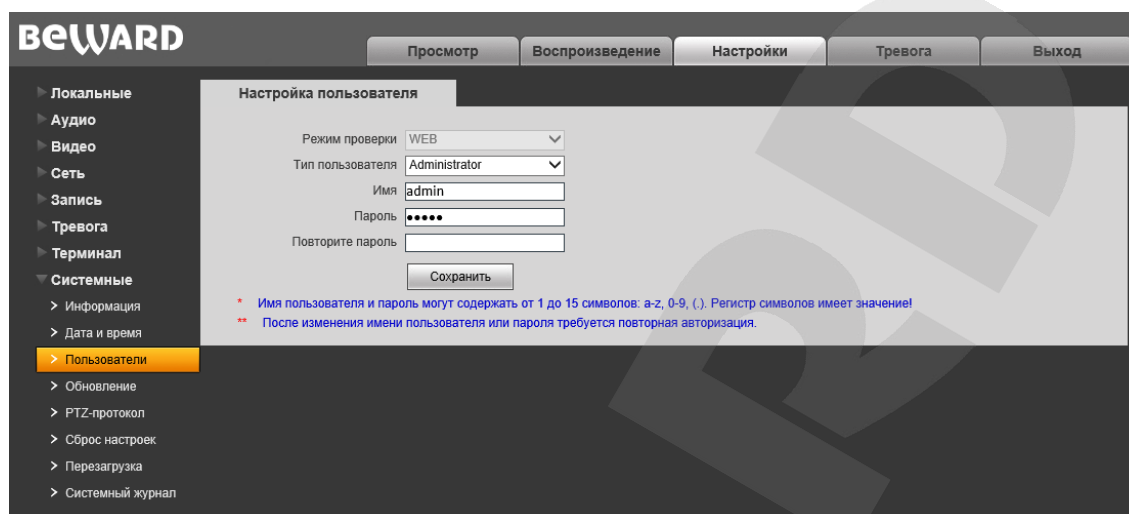 BEWARD
Просмотр Воспроизведение Настройки Тревога Выход
Локальные
Аудио
Видео
Сеть
Запись
Тревога
Терминал
Системные
> Информация
> Дата и время
> Пользователи
> Обновление
> PTZ-протокол
> Сброс настроек
> Перезагрузка
> Системный журнал
Настройка пользователя
Режим проверки WEB
Тип пользователя Administrator
Имя admin
Пароль •••••
Повторите пароль
Сохранить
* Имя пользователя и пароль могут содержать от 1 до 15 символов: a-z, 0-9, (.). Регистр символов имеет значение!
** После изменения имени пользователя или пароля требуется повторная авторизация.